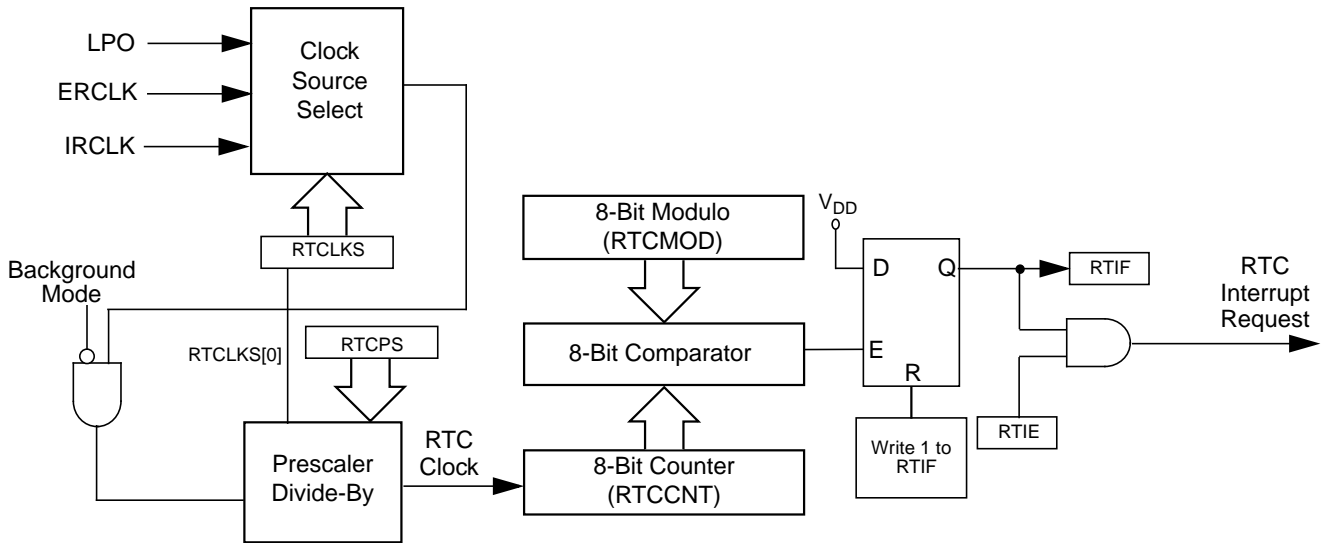 LPO
ERCLK
IRCLK
Clock
Source
Select
RTCLKS
Background
Mode
RTCLKS[0]
RTCPS
Prescaler
Divide-By
RTC
Clock
8-Bit Modulo
(RTCMOD)
8-Bit Comparator
8-Bit Counter
(RTCCNT)
VDD
D
Q
E
R
Write 1 to
RTIF
RTIF
RTIE
RTC
Interrupt
Request